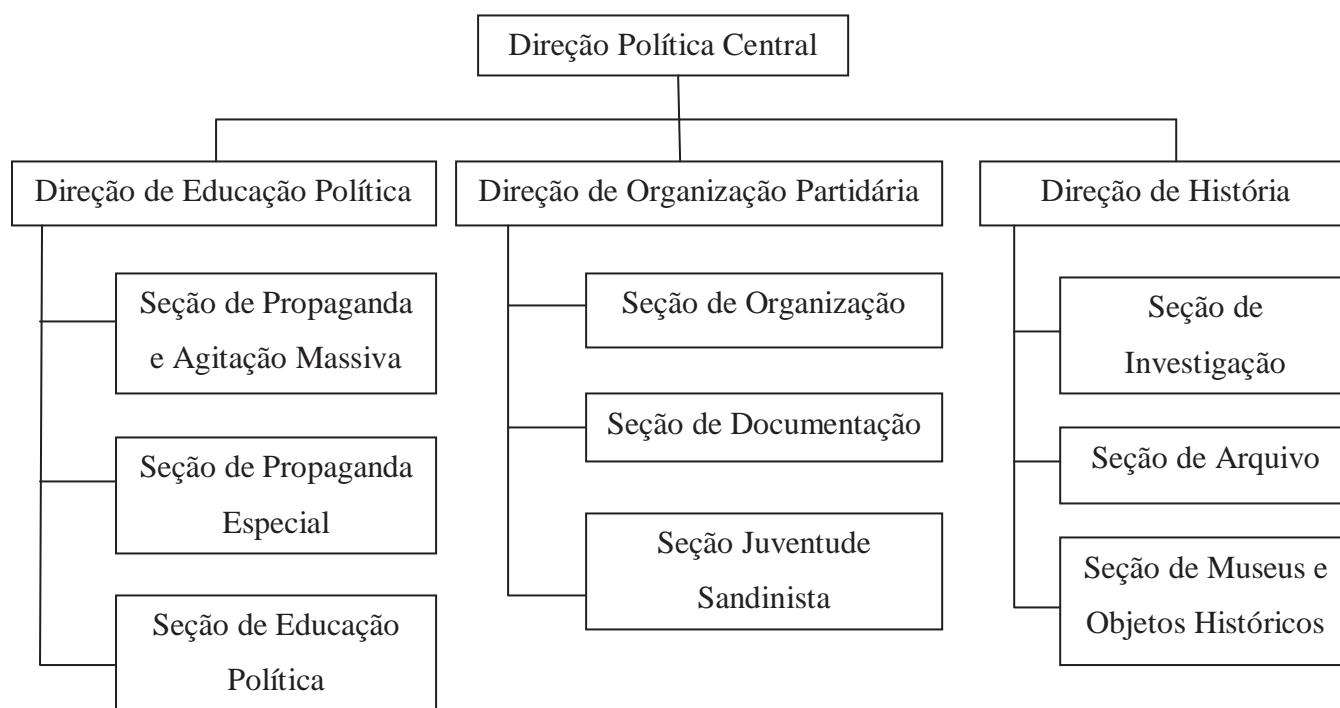 Direção Política Central
Direção de Educação Política
Direção de Organização Partidária
Direção de História
Seção de Propaganda
e Agitação Massiva
Seção de Propaganda
Especial
Seção de Educação
Política
Seção de Organização
Seção de Documentação
Seção Juventude
Sandinista
Seção de
Investigação
Seção de Arquivo
Seção de Museus e
Objetos Históricos